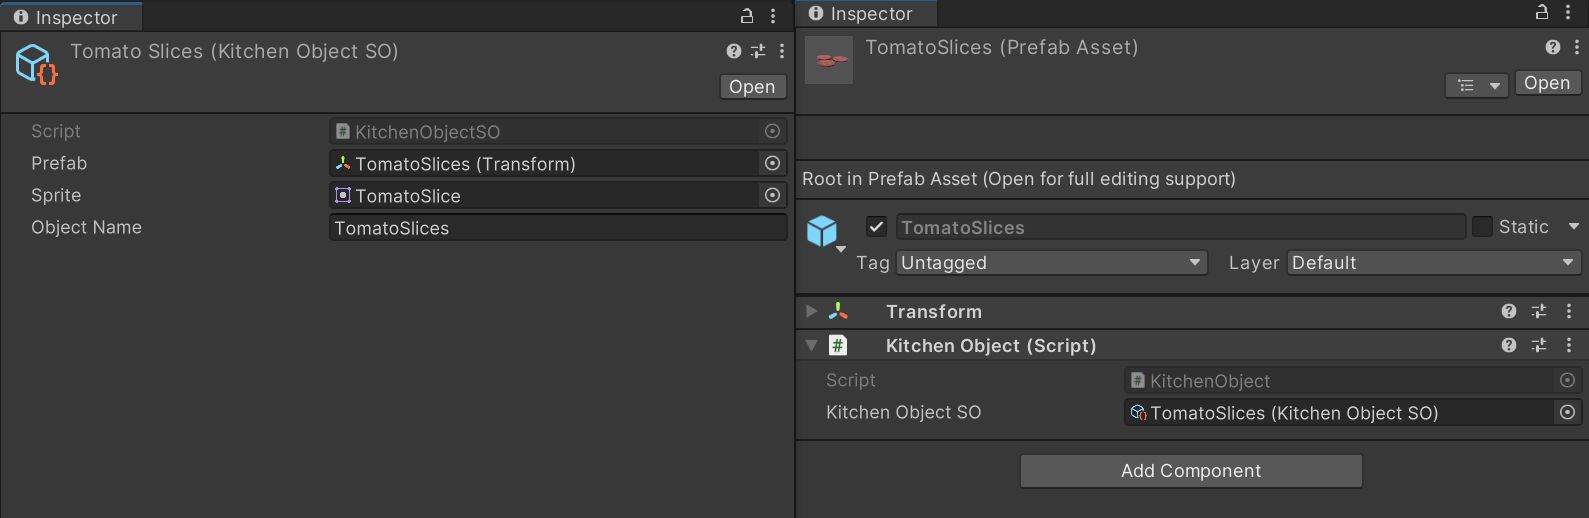 Inspector
Tomato Slices (Kitchen Object SO)
Open
Script
KitchenObjectSO
Prefab
TomatoSlices (Transform)
Sprite
TomatoSlice
Object Name
TomatoSlices
Inspector
TomatoSlices (Prefab Asset)
Open
Root in Prefab Asset (Open for full editing support)
TomatoSlices
Static
Tag
Untagged
Layer
Default
Transform
# Kitchen Object (Script)
Script
# KitchenObject
Kitchen Object SO
TomatoSlices (Kitchen Object SO)
Add Component